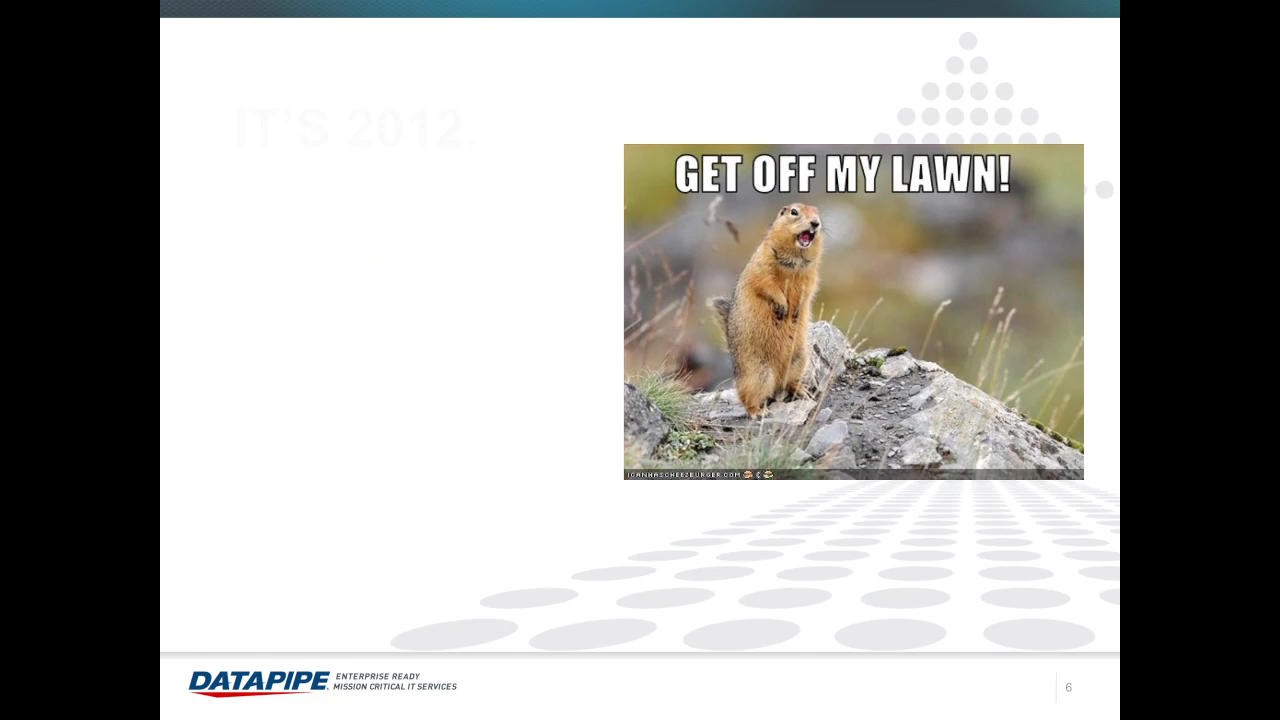 IT'S 2012.
GET OFF MY LAWN!
ICANHASCHEEZBURGER.COM
DATAPIPE
ENTERPRISE READY
MISSION CRITICAL IT SERVICES
6